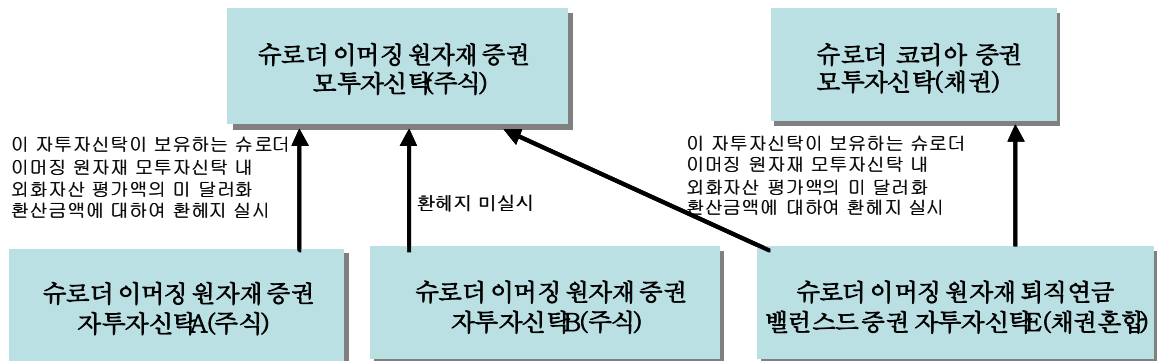 슈로더 이머징 원자재 증권
모투자신탁(주식)
슈로더 코리아 증권
모투자신탁(채권)
이 자투자신탁이 보유하는 슈로더
이머징 원자재 모투자신탁 내
외화자산 평가액의 미 달러화
환산금액에 대하여 환헤지 실시
환헤지 미실시
이 자투자신탁이 보유하는 슈로더
이머징 원자재 모투자신탁 내
외화자산 평가액의 미 달러화
환산금액에 대하여 환헤지 실시
슈로더 이머징 원자재 증권
자투자신탁A(주식)
슈로더 이머징 원자재 증권
자투자신탁B(주식)
슈로더 이머징 원자재 퇴직연금
밸런스드 증권 자투자신탁E(채권혼합)